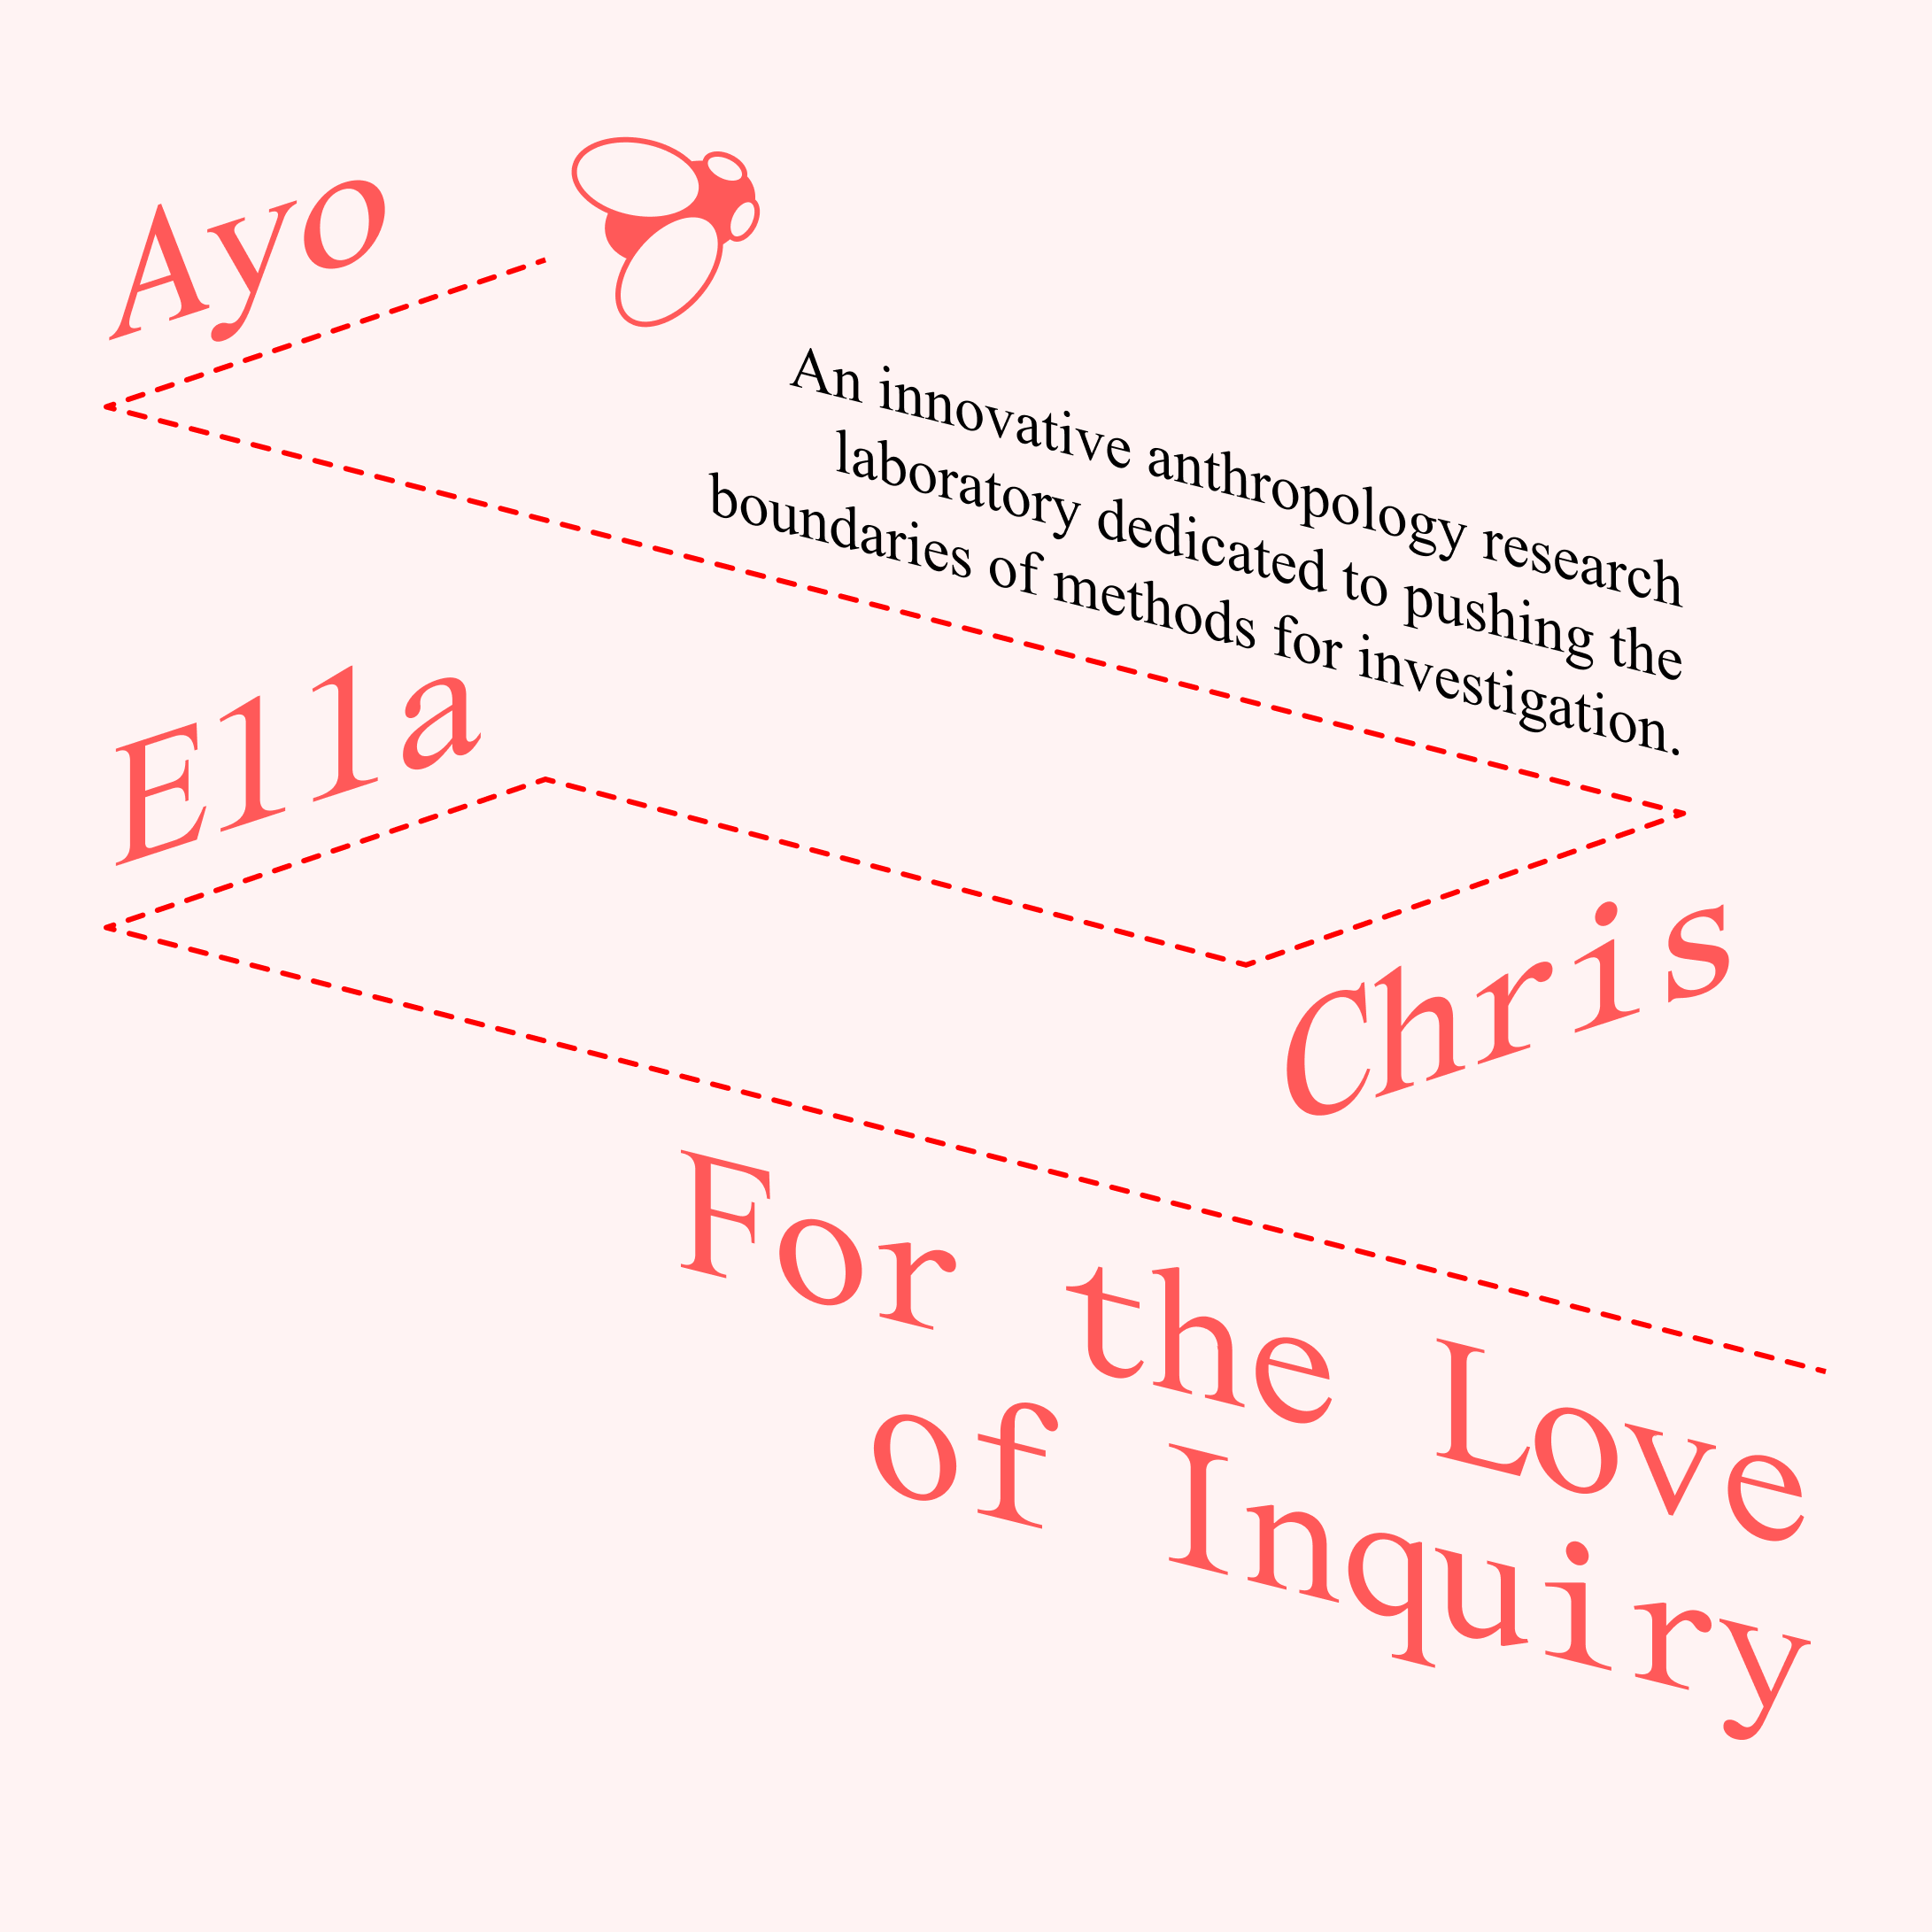 Ayo
An innovative anthropology research
laboratory dedicated to pushing the
boundaries of methods for investigation.
Ella
Chris
For the Love
of Inquiry